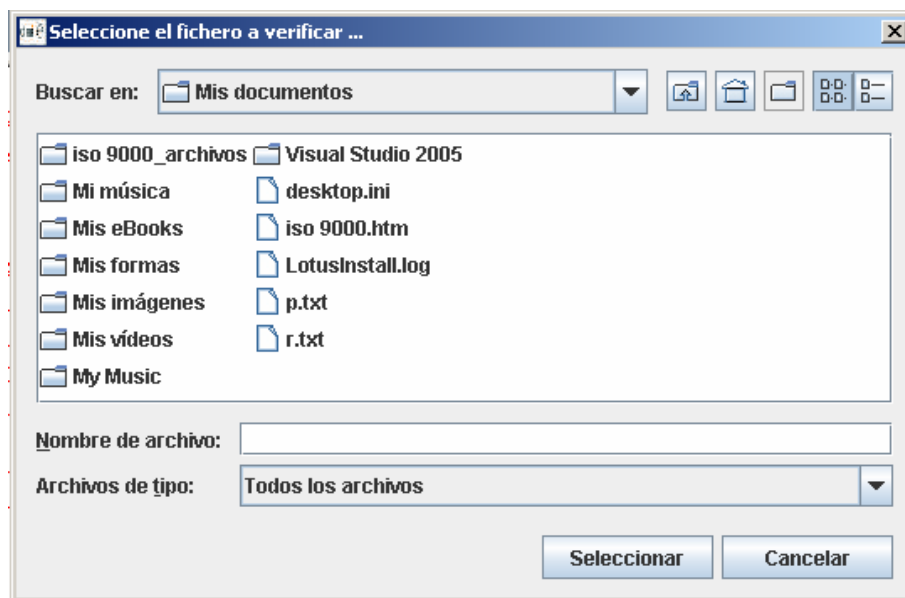 Seleccione el fichero a verificar ...
Buscar en: Mis documentos
iso 9000_archivos Visual Studio 2005
Mi música desktop.ini
Mis eBooks iso 9000.htm
Mis formas LotusInstall.log
Mis imágenes p.txt
Mis vídeos r.txt
My Music
Nombre de archivo:
Archivos de tipo: Todos los archivos
Seleccionar Cancelar